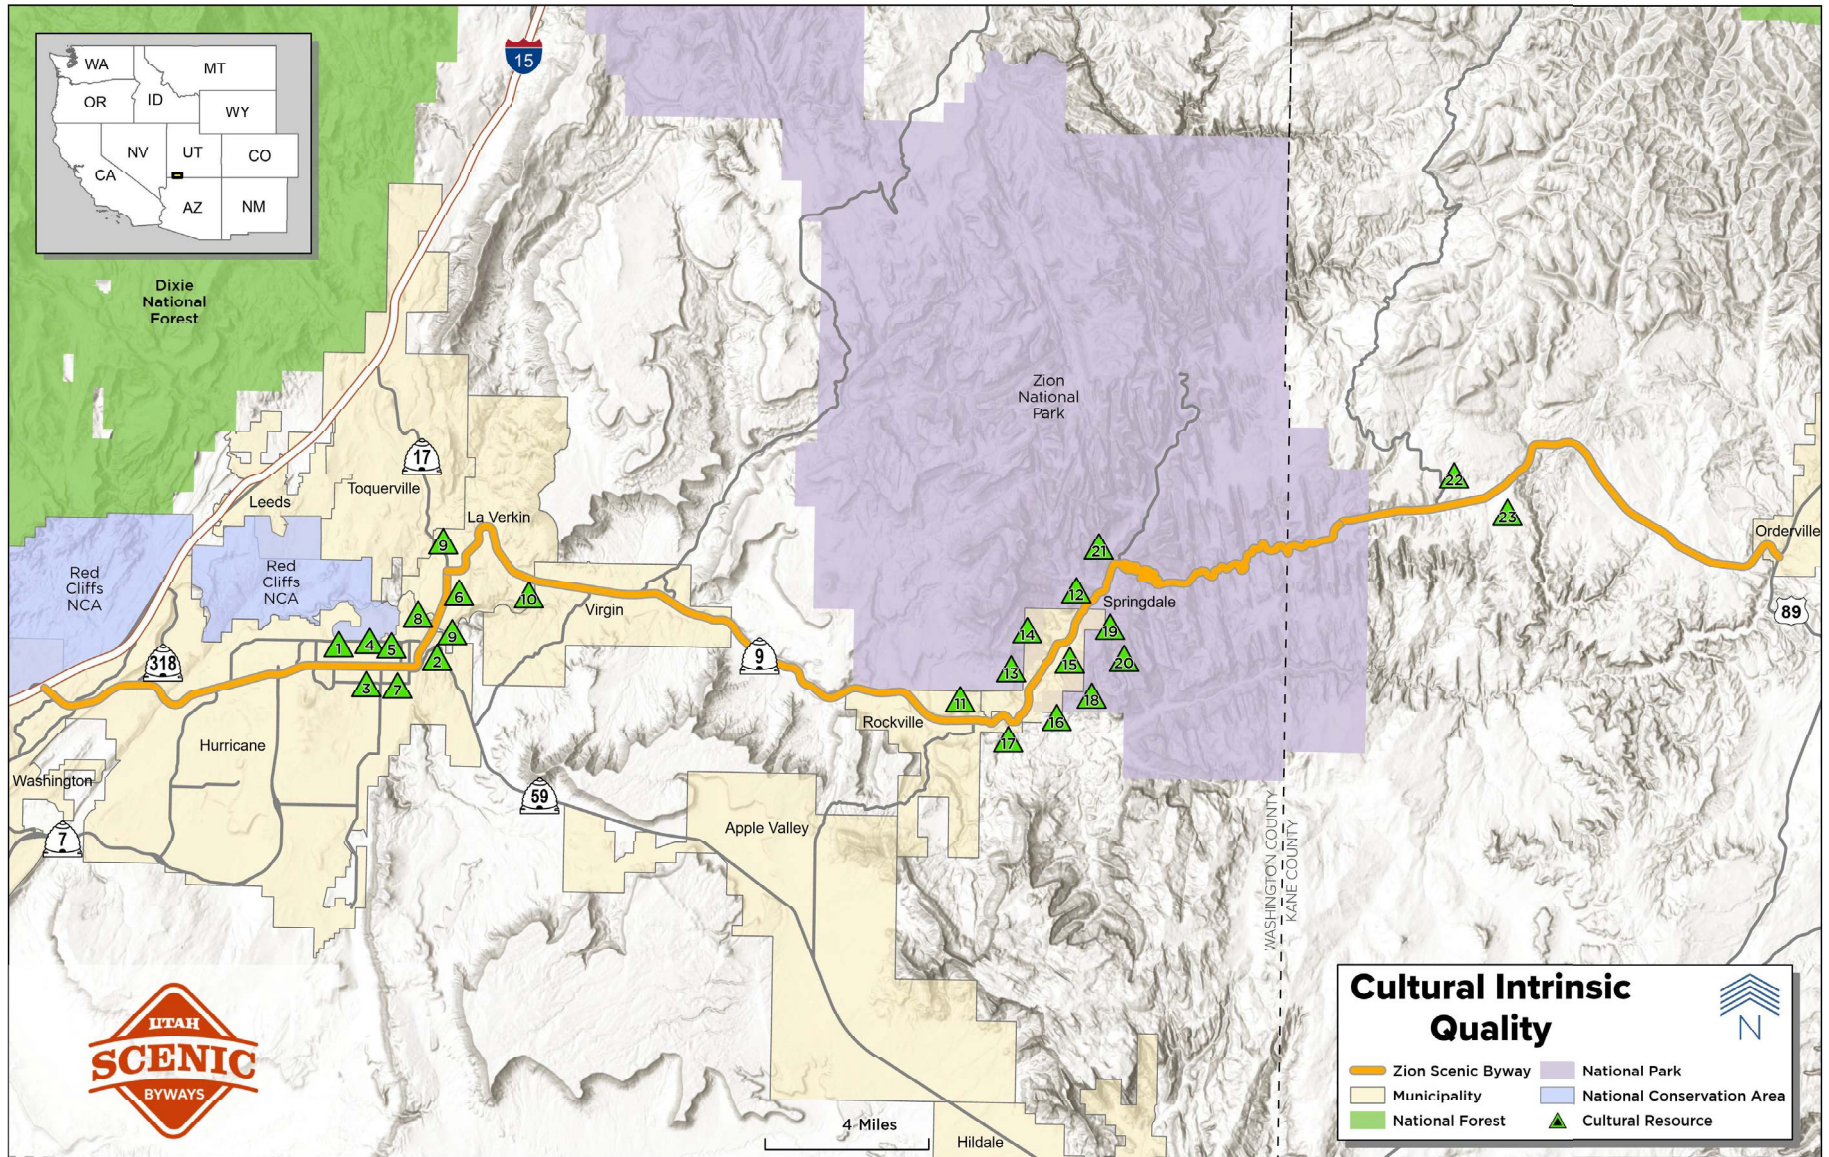 15
WA
MT
OR
ID
WY
NV
UT
CO
CA
AZ
NM
Dixie
National
Forest
Zion
National
Park
17
Leeds
Toquerville
La Verkin
Red
Cliffs
NCA
Red
Cliffs
NCA
22
23
Orderville
9
21
12
Springdale
6
10
Virgin
8
9
14
19
89
1
4
5
2
318
9
13
15
20
3
7
11
18
Rockville
16
17
Hurricane
Washington
59
7
Apple Valley
WASHINGTON COUNTY
KANE COUNTY
UTAH
SCENIC
BYWAYS
4 Miles
Hildale
Cultural Intrinsic
Quality
N
Zion Scenic Byway
National Park
Municipality
National Conservation Area
National Forest
Cultural Resource